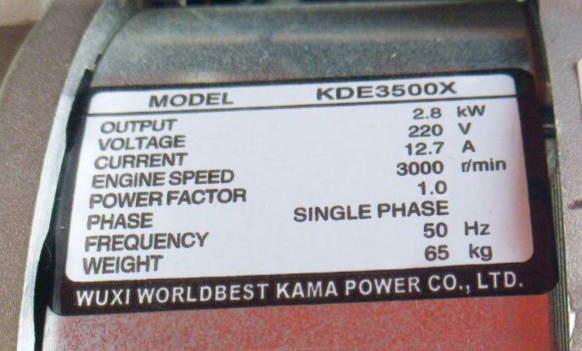 MODEL KDE3500X
OUTPUT 2.8 kW
VOLTAGE 220 V
CURRENT 12.7 A
ENGINE SPEED 3000 r/min
POWER FACTOR 1.0
PHASE SINGLE PHASE
FREQUENCY 50 Hz
WEIGHT 65 kg
WUXI WORLDBEST KAMA POWER CO., LTD.